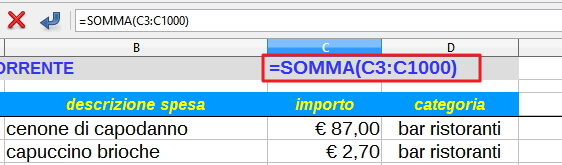 =SOMMA(C3:C1000)
B C D
ORRENTE =SOMMA(C3:C1000)
descrizione spesa importo categoria
cenone di capodanno € 87,00 bar ristoranti
capuccino brioche € 2,70 bar ristoranti